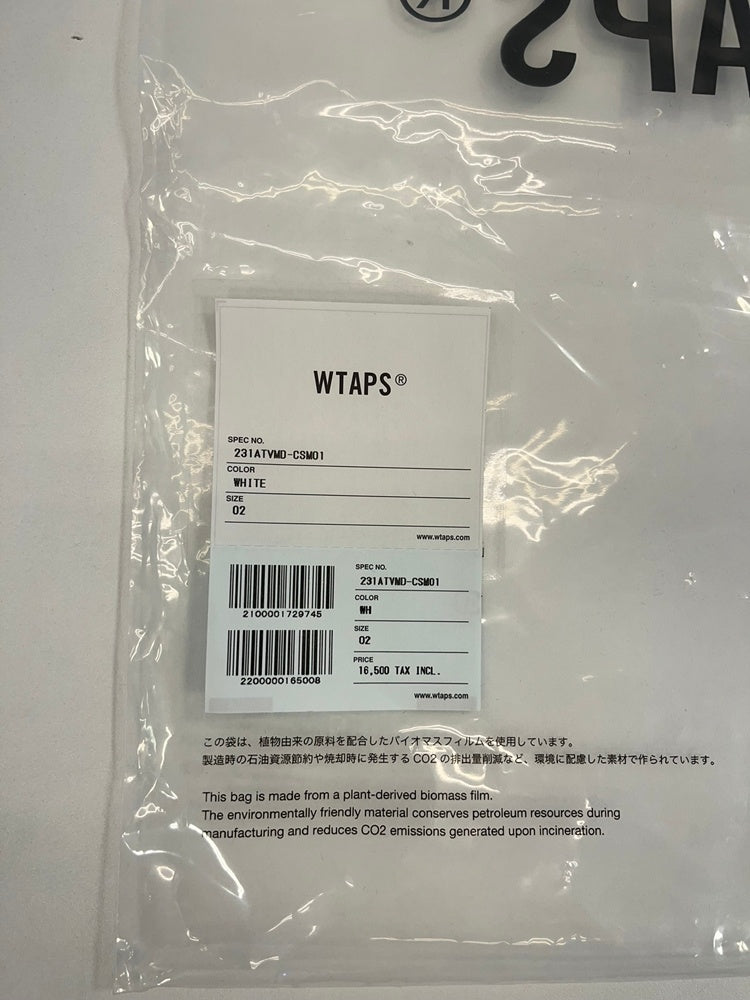 WTAPS®
WTAPS®
SPEC NO.
231ATVMD-CSM01
COLOR
WHITE
SIZE
02
www.wtaps.com
2100001729745
2200000165008
SPEC NO.
231ATVMD-CSM01
COLOR
WH
SIZE
02
PRICE
16,500 TAX INCL.
www.wtaps.com
この袋は、植物由来の原料を配合したバイオマスフィルムを使用しています。
製造時の石油資源節約や焼却時に発生する CO2 の排出量削減など、環境に配慮した素材で作られています。
This bag is made from a plant-derived biomass film.
The environmentally friendly material conserves petroleum resources during
manufacturing and reduces CO2 emissions generated upon incineration.